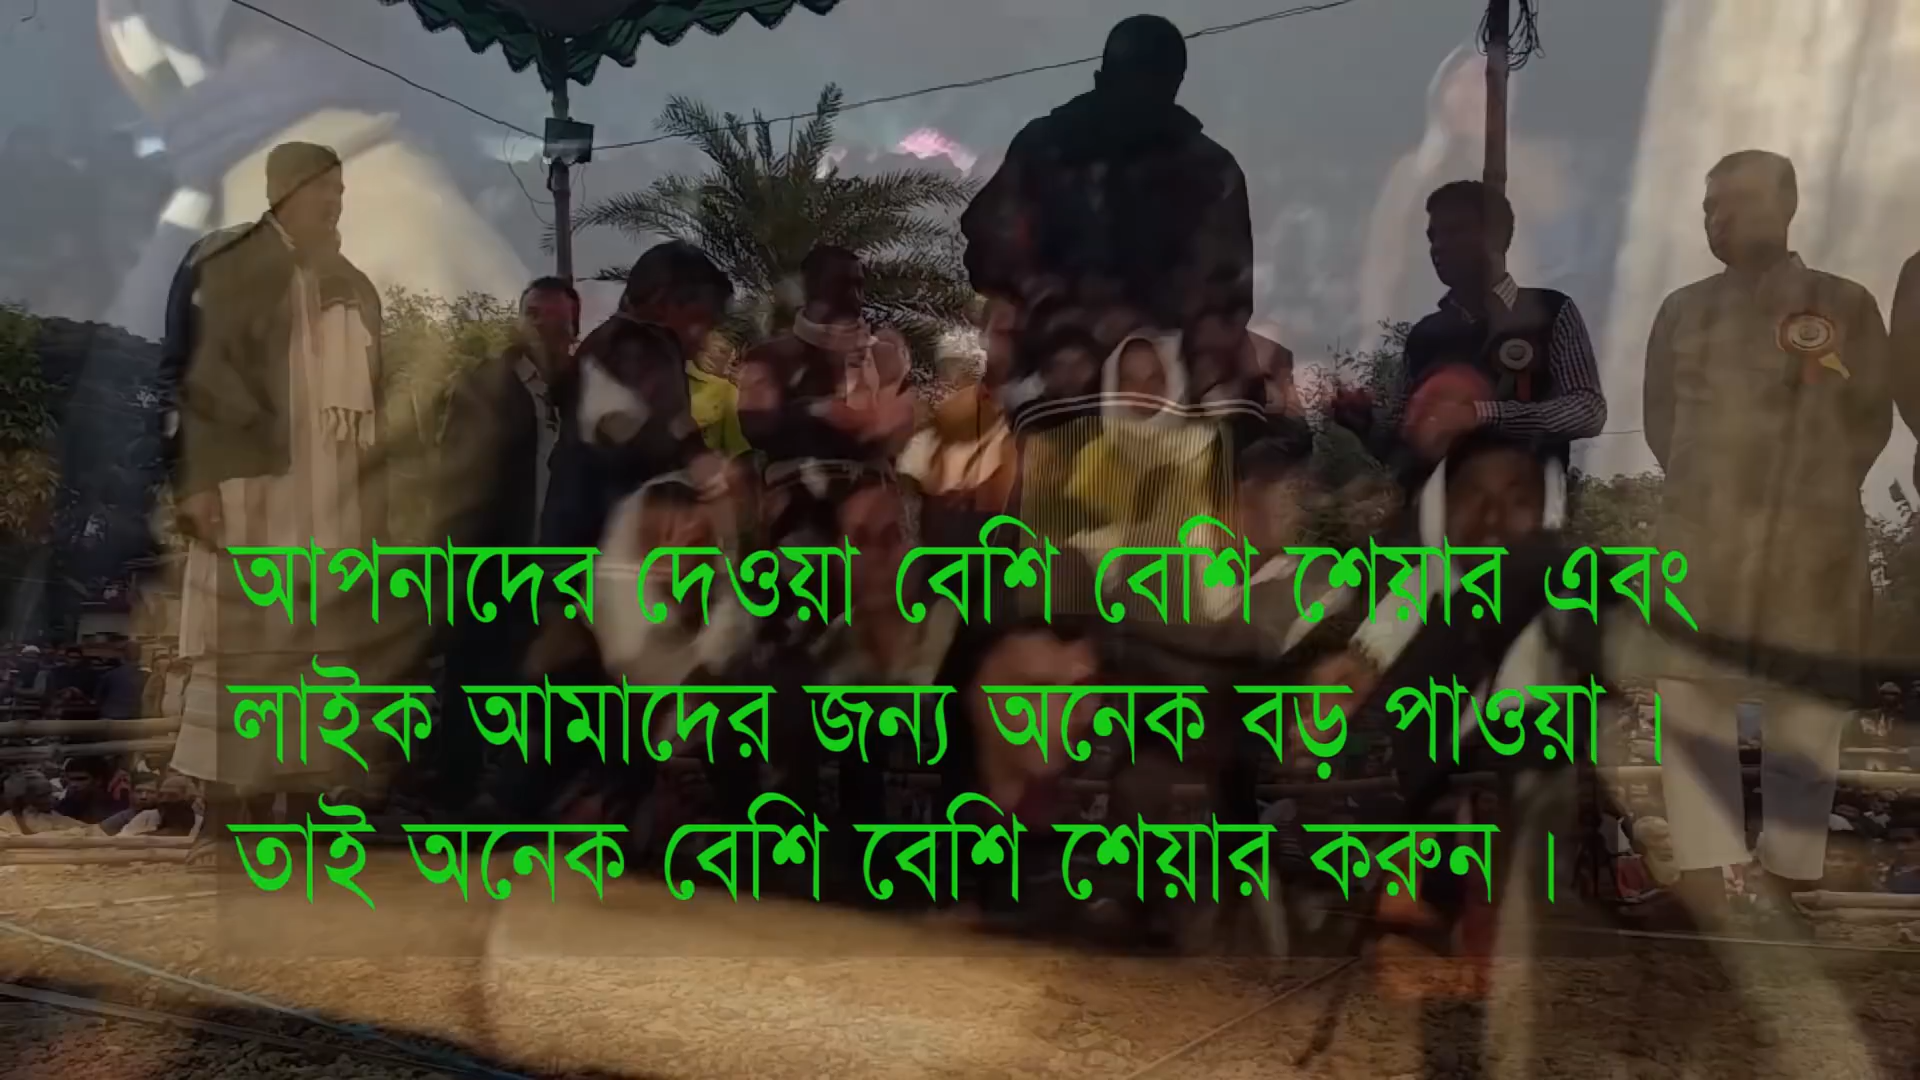 আপনাদের দেওয়া বেশি বেশি শেয়ার এবং
লাইক আমাদের জন্য অনেক বড় পাওয়া ।
তাই অনেক বেশি বেশি শেয়ার করুন ।